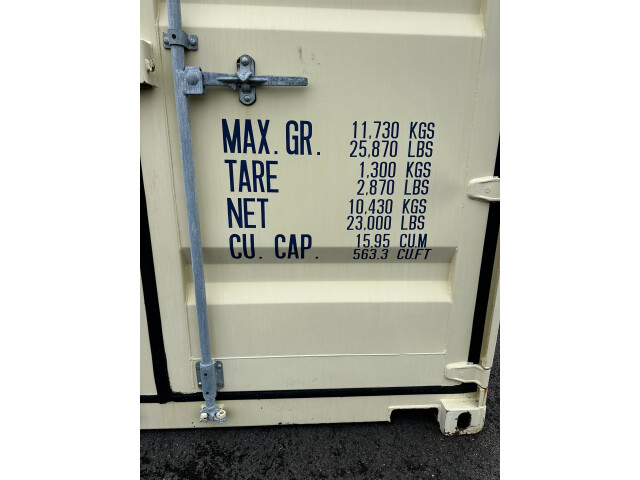 MAX. GR. 11,730 KGS
25,870 LBS
TARE 1,300 KGS
2,870 LBS
NET 10,430 KGS
23,000 LBS
CU. CAP. 15.95 CU.M
563.3 CU.FT